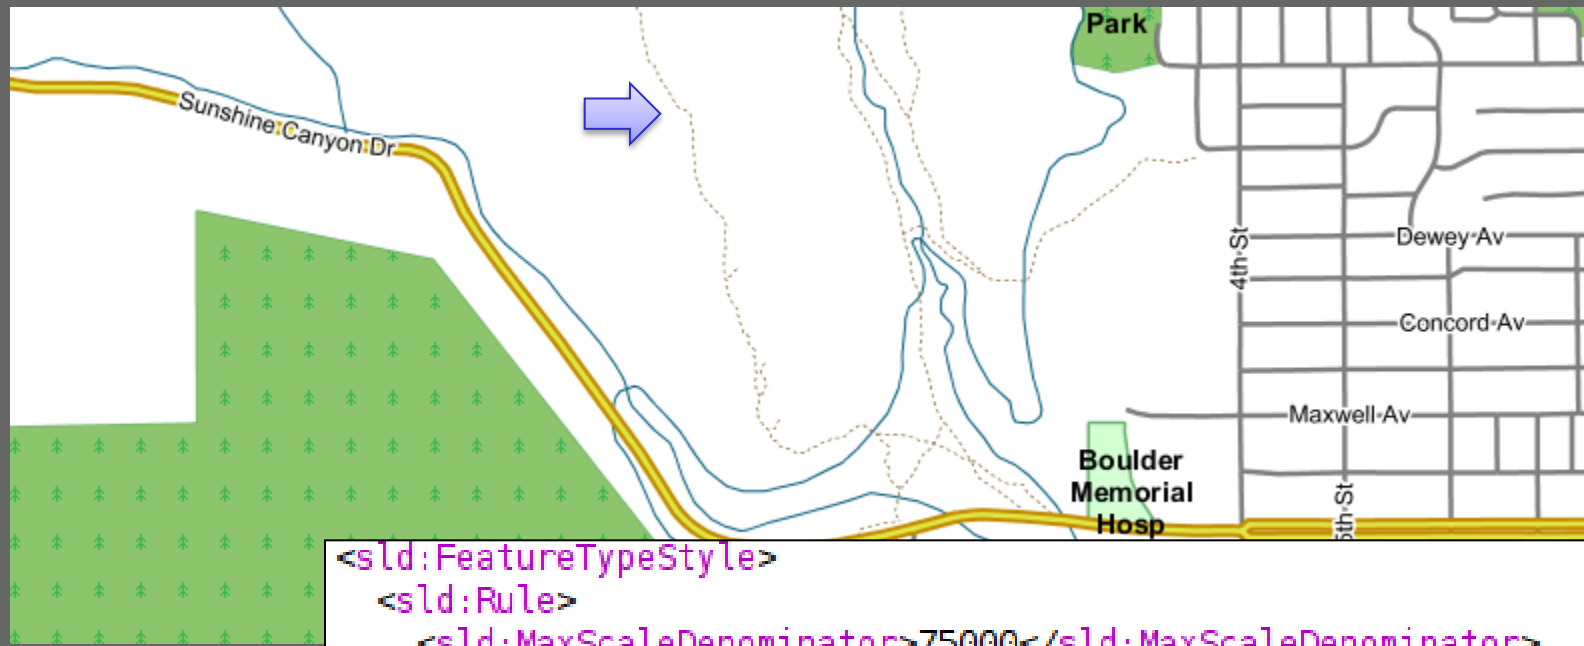 Park
Sunshine Canyon Dr
4th St
Dewey Av
Concord Av
Maxwell Av
Boulder
Memorial
Hosp
5th St
<sld:FeatureTypeStyle>
<sld:Rule>
<sld:MaxScaleDenominator>75000</sld:MaxScaleDenominator>